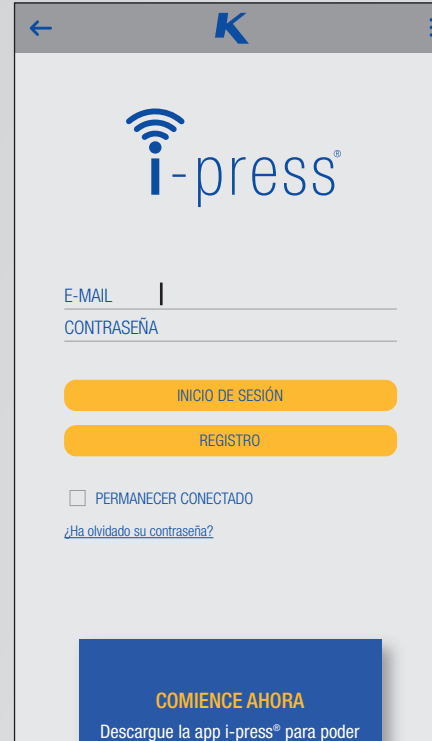 K
i-press®
E-MAIL
CONTRASEÑA
INICIO DE SESIÓN
REGISTRO
PERMANECER CONECTADO
¿Ha olvidado su contraseña?
COMIENCE AHORA
Descargue la app i-press® para poder